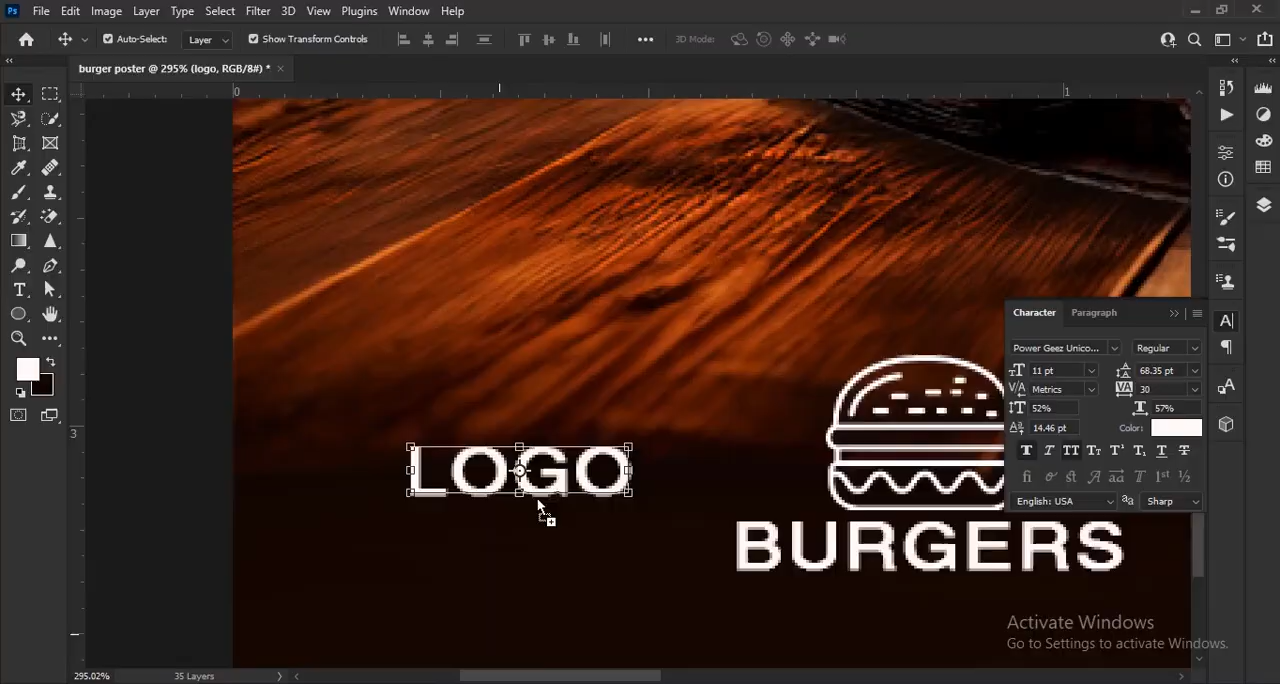 Ps File Edit Image Layer Type Select Filter 3D View Plugins Window Help
Auto-Select: Layer Show Transform Controls 3D Mode:
burger poster @ 295% (logo, RGB/8#) *
0 1
Character Paragraph
Power Geez Unico... Regular
11 pt 68.35 pt
Metrics 30
52% 57%
14.46 pt Color:
3
LOGO
English: USA Sharp
BURGERS
Activate Windows
Go to Settings to activate Windows.
295.02% 35 Layers